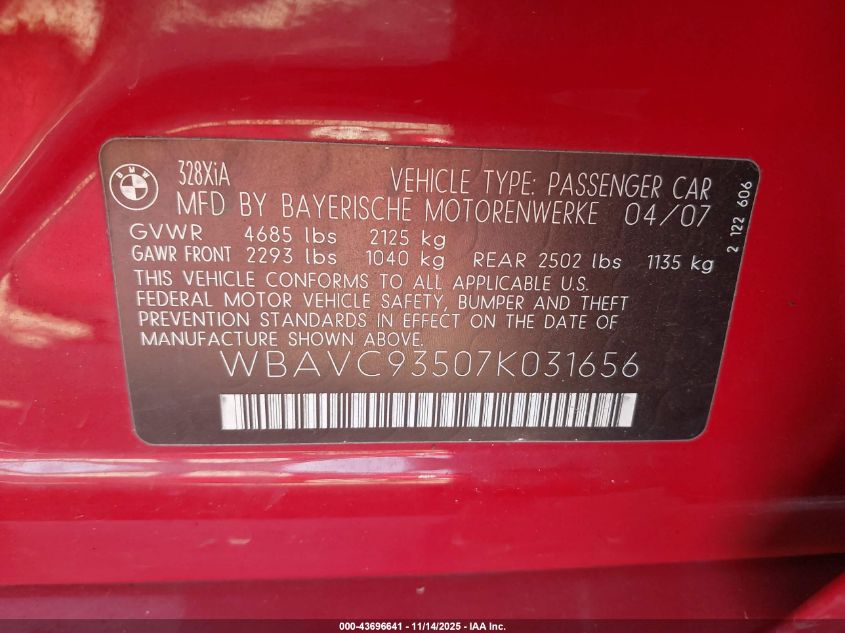 BMW
328XiA
VEHICLE TYPE: PASSENGER CAR
MFD BY BAYERISCHE MOTORENWERKE 04/07
GVWR 4685 lbs 2125 kg
GAWR FRONT 2293 lbs 1040 kg REAR 2502 lbs 1135 kg
THIS VEHICLE CONFORMS TO ALL APPLICABLE U.S.
FEDERAL MOTOR VEHICLE SAFETY, BUMPER AND THEFT
PREVENTION STANDARDS IN EFFECT ON THE DATE OF
MANUFACTURE SHOWN ABOVE.
WBAVC93507K031656
2 122 606
000-43696641 - 11/14/2025 - IAA Inc.